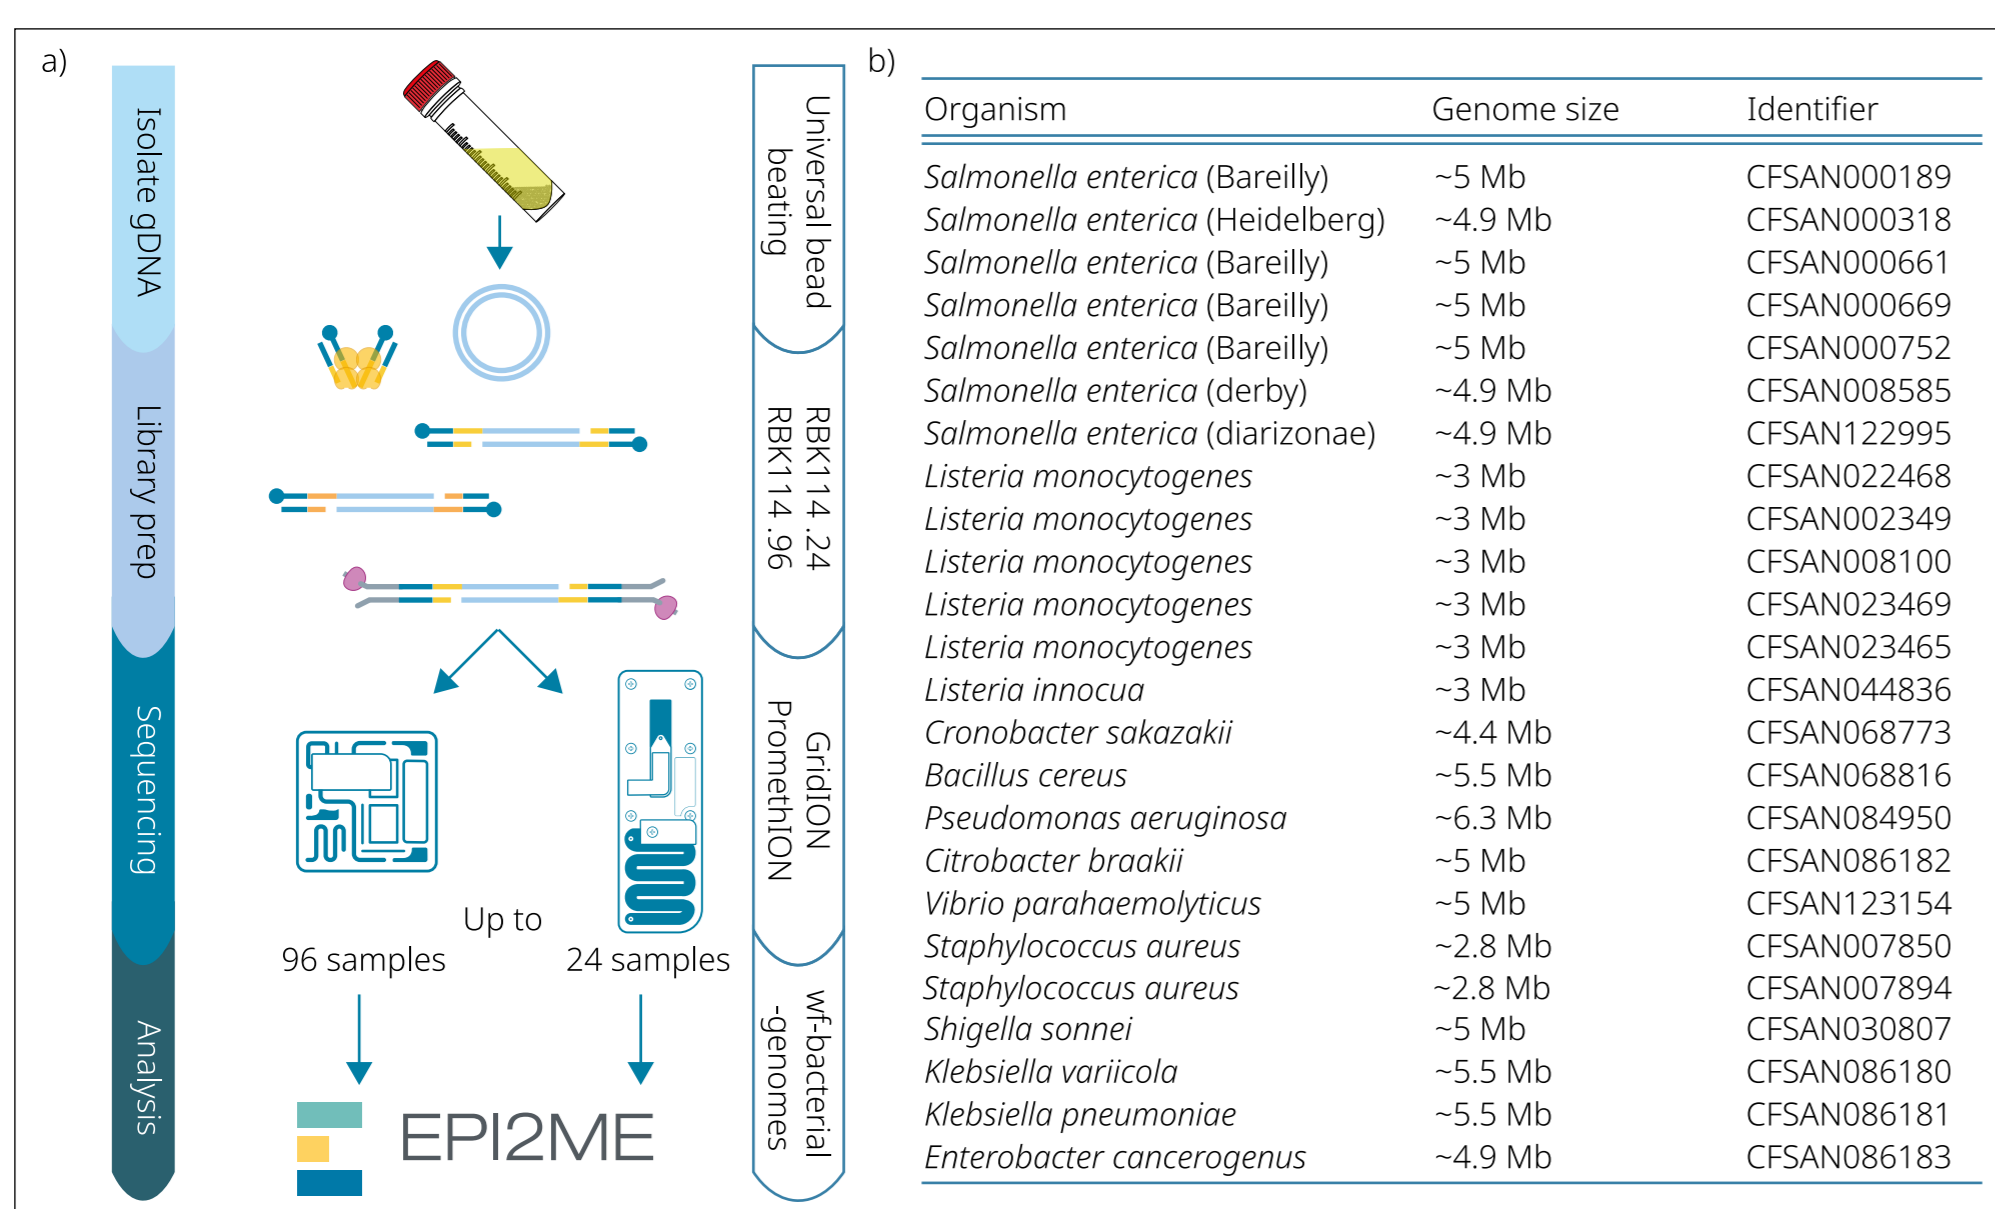 a)
Isolate gDNA
Library prep
Sequencing
Analysis
Up to
96 samples
24 samples
EPI2ME
Universal bead
beating
RBK114.24
RBK114.96
GridION
PromethION
wf-bacterial
-genomes
b)
Organism Genome size Identifier
Salmonella enterica (Bareilly) ~5 Mb CFSAN000189
Salmonella enterica (Heidelberg) ~4.9 Mb CFSAN000318
Salmonella enterica (Bareilly) ~5 Mb CFSAN000661
Salmonella enterica (Bareilly) ~5 Mb CFSAN000669
Salmonella enterica (Bareilly) ~5 Mb CFSAN000752
Salmonella enterica (derby) ~4.9 Mb CFSAN008585
Salmonella enterica (diarizonae) ~4.9 Mb CFSAN122995
Listeria monocytogenes ~3 Mb CFSAN022468
Listeria monocytogenes ~3 Mb CFSAN002349
Listeria monocytogenes ~3 Mb CFSAN008100
Listeria monocytogenes ~3 Mb CFSAN023469
Listeria monocytogenes ~3 Mb CFSAN023465
Listeria innocua ~3 Mb CFSAN044836
Cronobacter sakazakii ~4.4 Mb CFSAN068773
Bacillus cereus ~5.5 Mb CFSAN068816
Pseudomonas aeruginosa ~6.3 Mb CFSAN084950
Citrobacter braakii ~5 Mb CFSAN086182
Vibrio parahaemolyticus ~5 Mb CFSAN123154
Staphylococcus aureus ~2.8 Mb CFSAN007850
Staphylococcus aureus ~2.8 Mb CFSAN007894
Shigella sonnei ~5 Mb CFSAN030807
Klebsiella variicola ~5.5 Mb CFSAN086180
Klebsiella pneumoniae ~5.5 Mb CFSAN086181
Enterobacter cancerogenus ~4.9 Mb CFSAN086183